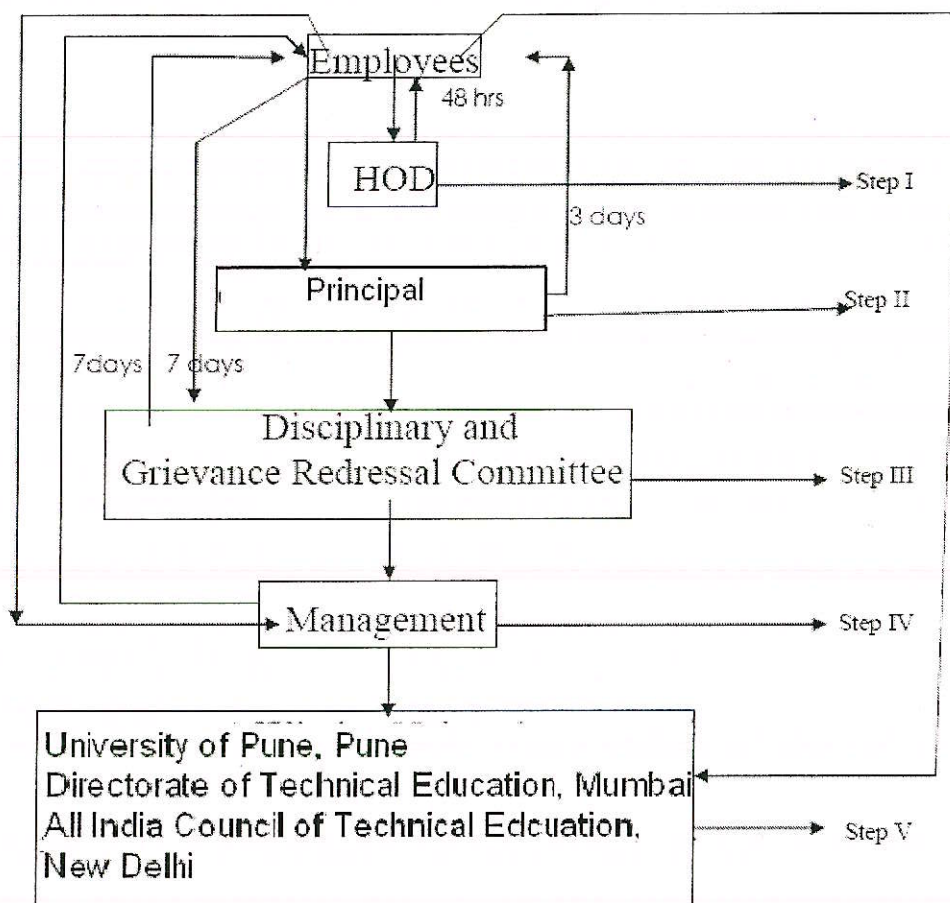 Employees
48 hrs
HOD
Step I
3 days
Principal
Step II
7days
7 days
Disciplinary and
Grievance Redressal Committee
Step III
Management
Step IV
University of Pune, Pune
Directorate of Technical Education, Mumbai
All India Council of Technical Edcuation,
New Delhi
Step V